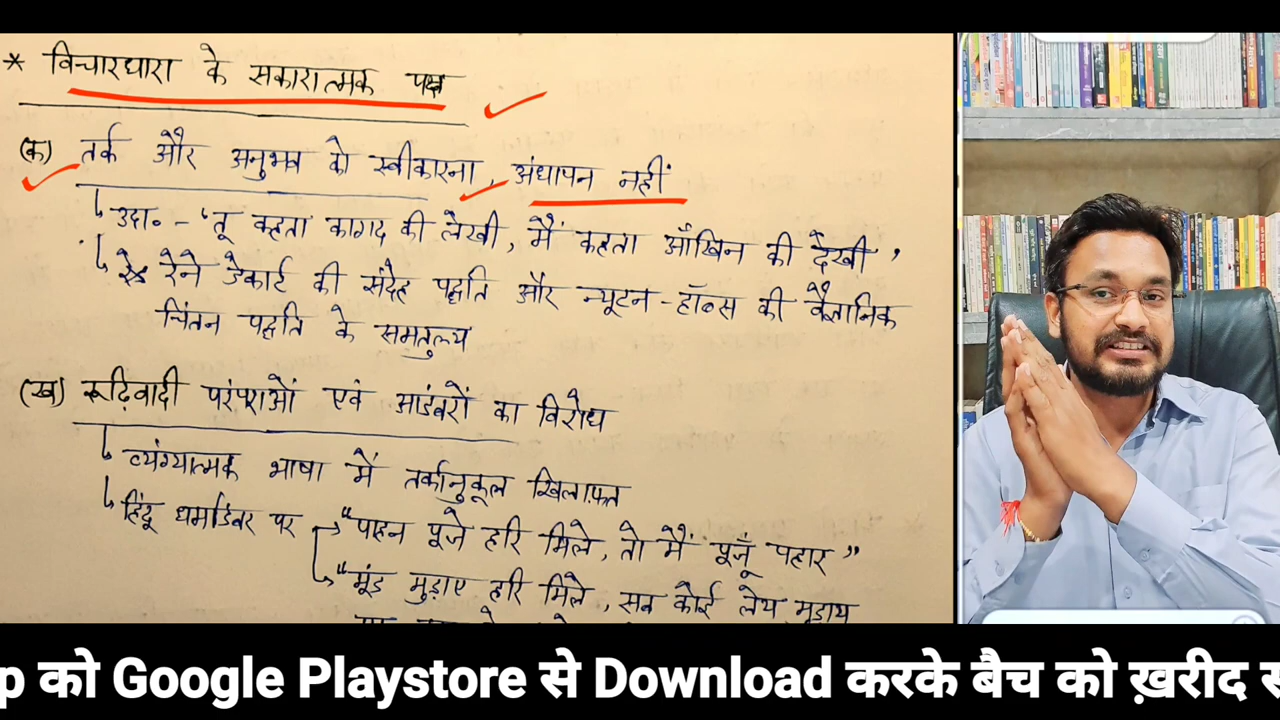 * विचारधारा के सकारात्मक पक्ष
(क) तर्क और अनुभव को स्वीकारना, अंधापन नहीं
उदा॰ - 'तू कहता कागद की लेखी, मैं कहता आँखिन की देखी'
रेने डेकार्ट की संदेह पद्धति और न्यूटन-हॉब्स की वैज्ञानिक
चिंतन पद्धति के समतुल्य
(ख) रूढ़िवादी परंपराओं एवं आडंबरों का विरोध
व्यंग्यात्मक भाषा में तर्कानुकूल खिलाफ़त
हिंदू धर्माडंबर पर → "पाहन पूजे हरि मिले, तो मैं पूजूँ पहार"
"मूंड मुड़ाए हरि मिले, सब कोई लेय मुड़ाय
p को Google Playstore से Download करके बैच को ख़रीद स